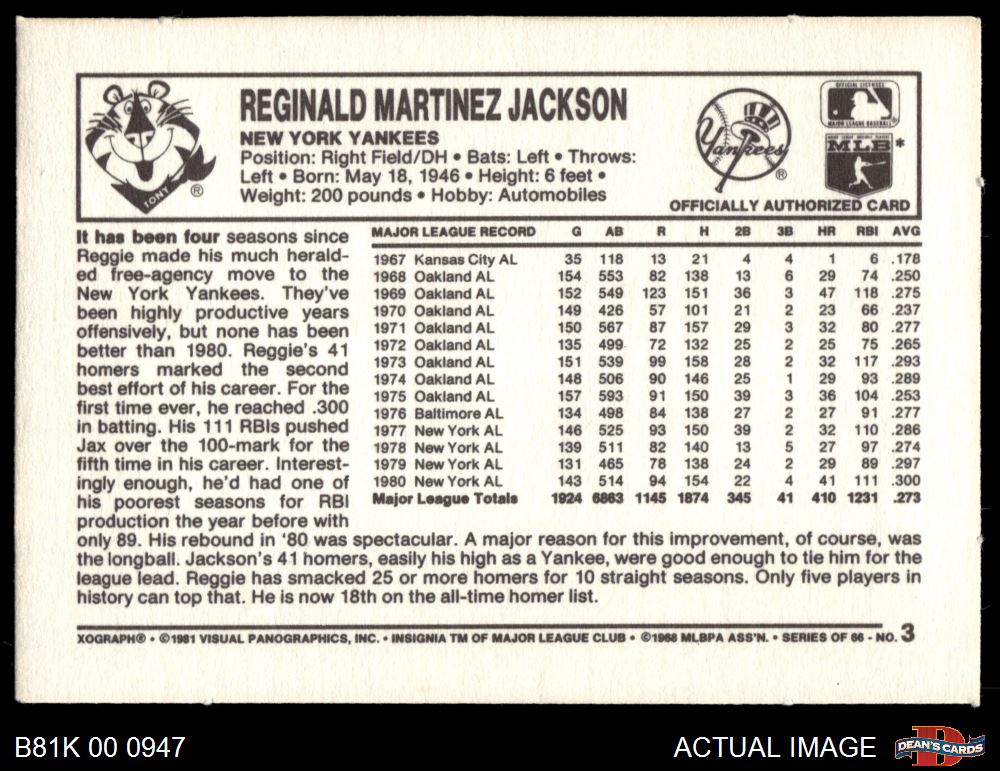 TONY
®
REGINALD MARTINEZ JACKSON
NEW YORK YANKEES
Position: Right Field/DH • Bats: Left • Throws:
Left • Born: May 18, 1946 • Height: 6 feet •
Weight: 200 pounds • Hobby: Automobiles
Yankees
®
OFFICIAL LICENSEE
MAJOR LEAGUE BASEBALL
MLB *
OFFICIALLY AUTHORIZED CARD
It has been four seasons since
Reggie made his much herald-
ed free-agency move to the
New York Yankees. They've
been highly productive years
offensively, but none has been
better than 1980. Reggie's 41
homers marked the second
best effort of his career. For the
first time ever, he reached .300
in batting. His 111 RBIs pushed
Jax over the 100-mark for the
fifth time in his career. Interest-
ingly enough, he'd had one of
his poorest seasons for RBI
production the year before with
only 89. His rebound in '80 was spectacular. A major reason for this improvement, of course, was
the longball. Jackson's 41 homers, easily his high as a Yankee, were good enough to tie him for the
league lead. Reggie has smacked 25 or more homers for 10 straight seasons. Only five players in
history can top that. He is now 18th on the all-time homer list.
MAJOR LEAGUE RECORD G AB R H 2B 3B HR RBI AVG
1967 Kansas City AL 35 118 13 21 4 4 1 6 .178
1968 Oakland AL 154 553 82 138 13 6 29 74 .250
1969 Oakland AL 152 549 123 151 36 3 47 118 .275
1970 Oakland AL 149 426 57 101 21 2 23 66 .237
1971 Oakland AL 150 567 87 157 29 3 32 80 .277
1972 Oakland AL 135 499 72 132 25 2 25 75 .265
1973 Oakland AL 151 539 99 158 28 2 32 117 .293
1974 Oakland AL 148 506 90 146 25 1 29 93 .289
1975 Oakland AL 157 593 91 150 39 3 36 104 .253
1976 Baltimore AL 134 498 84 138 27 2 27 91 .277
1977 New York AL 146 525 93 150 39 2 32 110 .286
1978 New York AL 139 511 82 140 13 5 27 97 .274
1979 New York AL 131 465 78 138 24 2 29 89 .297
1980 New York AL 143 514 94 154 22 4 41 111 .300
Major League Totals 1924 6863 1145 1874 345 41 410 1231 .273
XOGRAPH® • ©1981 VISUAL PANOGRAPHICS, INC. • INSIGNIA TM OF MAJOR LEAGUE CLUB • ©1968 MLBPA ASS'N. • SERIES OF 66 - NO. 3
B81K 00 0947
ACTUAL IMAGE
DEAN'S CARDS